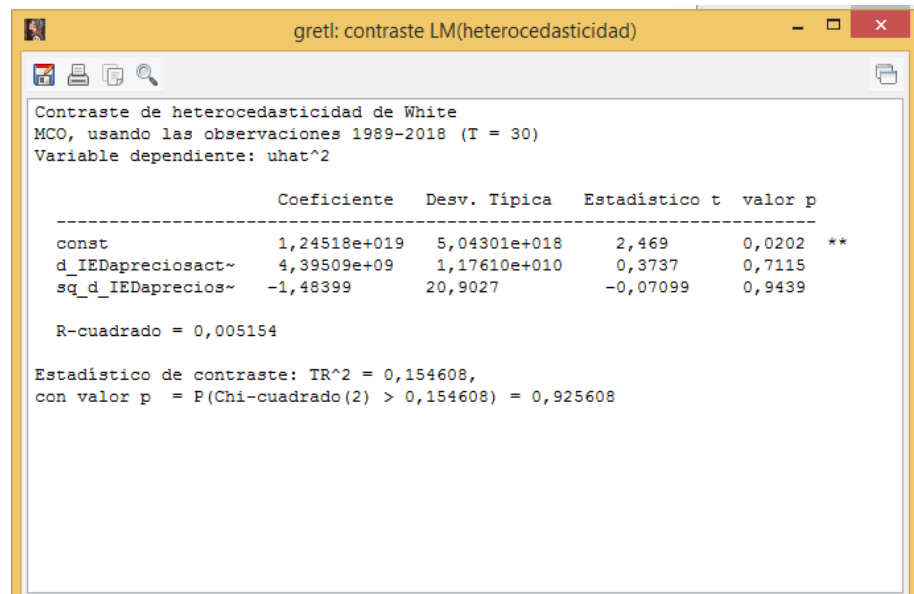 gretl: contraste LM(heterocedasticidad)
Contraste de heterocedasticidad de White
MCO, usando las observaciones 1989-2018 (T = 30)
Variable dependiente: uhat^2
Coeficiente Desv. Típica Estadístico t valor p
const 1,24518e+019 5,04301e+018 2,469 0,0202 **
d_IEDapreciosact~ 4,39509e+09 1,17610e+010 0,3737 0,7115
sq_d_IEDaprecios~ −1,48399 20,9027 −0,07099 0,9439
R-cuadrado = 0,005154
Estadístico de contraste: TR^2 = 0,154608,
con valor p = P(Chi-cuadrado(2) > 0,154608) = 0,925608